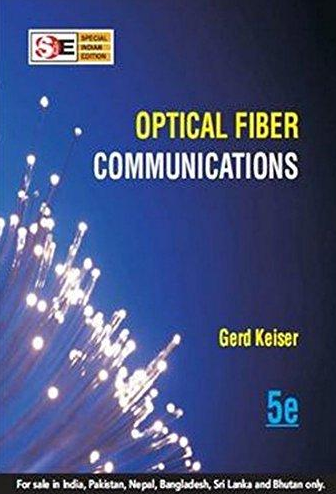 SIE
SPECIAL
INDIAN
EDITION
OPTICAL FIBER
COMMUNICATIONS
Gerd Keiser
5e
For sale in India, Pakistan, Nepal, Bangladesh, Sri Lanka and Bhutan only.